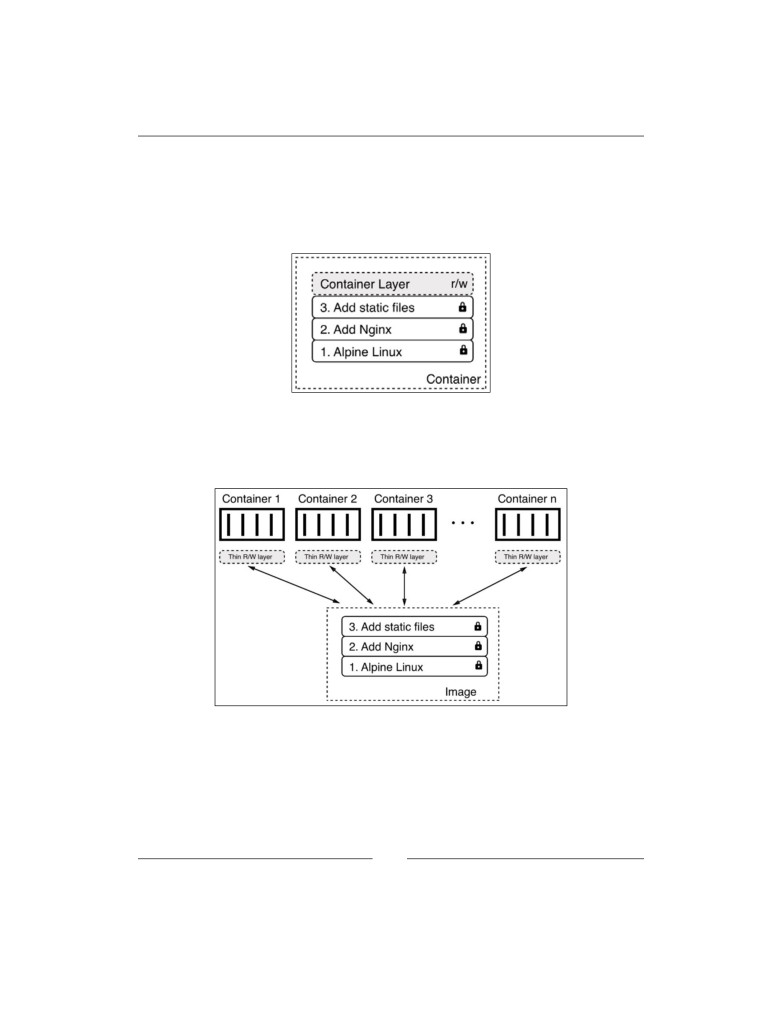 Container Layer r/w
3. Add static files
2. Add Nginx
1. Alpine Linux
Container
Container 1 Container 2 Container 3 Container n
. . .
Thin R/W layer Thin R/W layer Thin R/W layer Thin R/W layer
3. Add static files
2. Add Nginx
1. Alpine Linux
Image